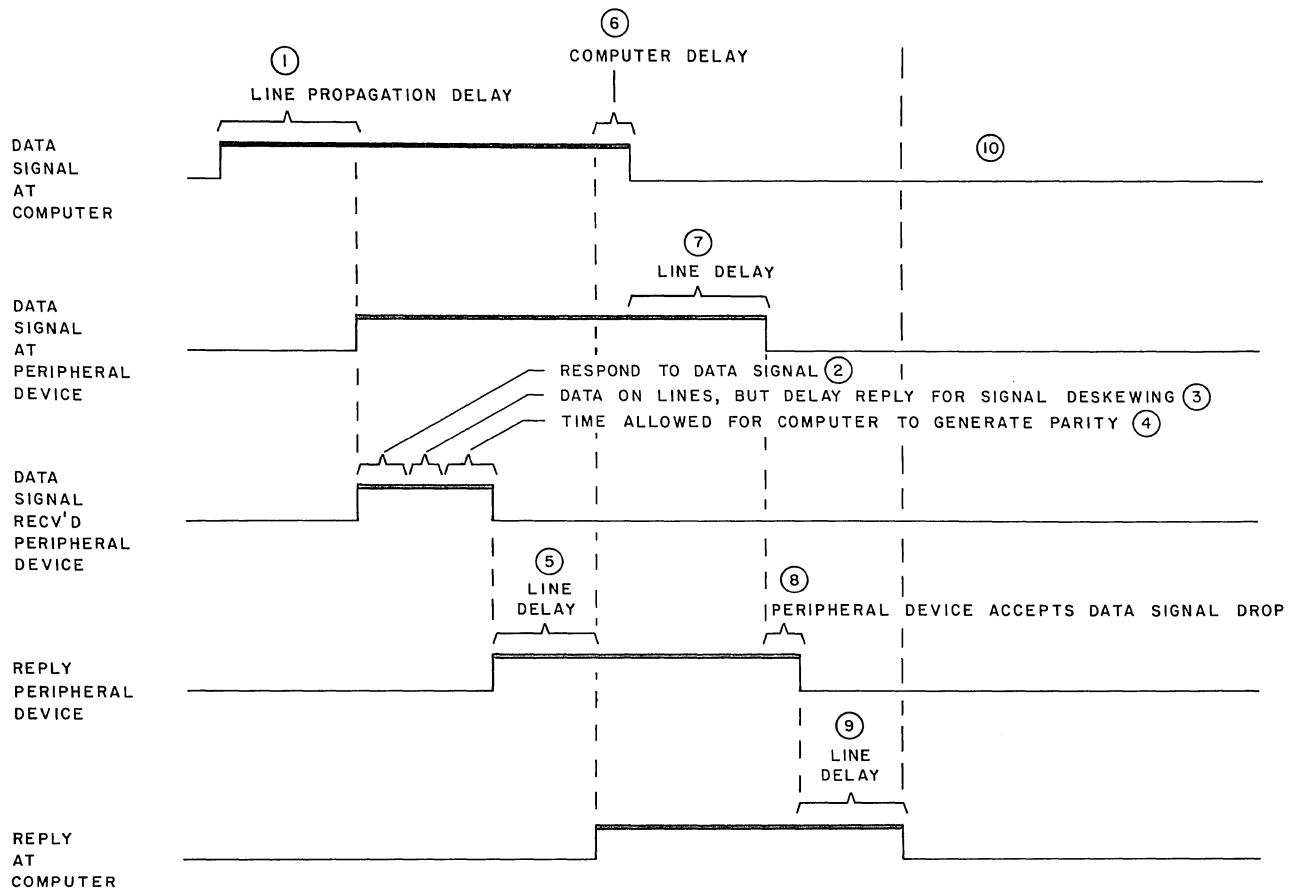 6
COMPUTER DELAY
1
LINE PROPAGATION DELAY
DATA
SIGNAL
AT
COMPUTER
10
7
LINE DELAY
DATA
SIGNAL
AT
PERIPHERAL
DEVICE
RESPOND TO DATA SIGNAL 2
DATA ON LINES, BUT DELAY REPLY FOR SIGNAL DESKEWING 3
TIME ALLOWED FOR COMPUTER TO GENERATE PARITY 4
DATA
SIGNAL
RECV'D
PERIPHERAL
DEVICE
5
LINE
DELAY
8
PERIPHERAL DEVICE ACCEPTS DATA SIGNAL DROP
REPLY
PERIPHERAL
DEVICE
9
LINE
DELAY
REPLY
AT
COMPUTER